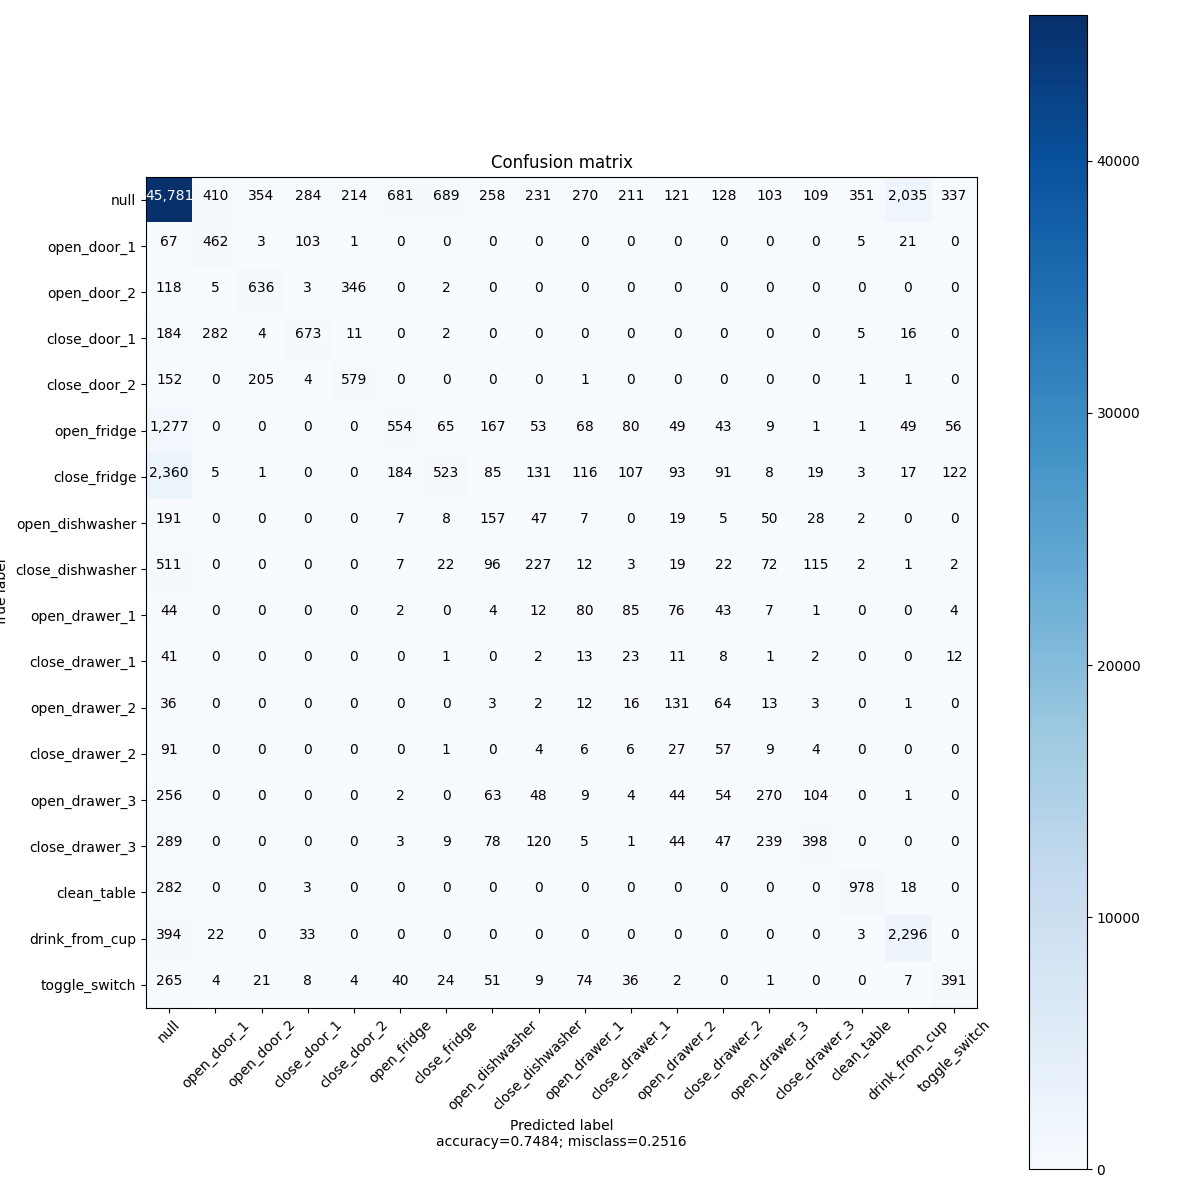 Confusion matrix
null 45,781 410 354 284 214 681 689 258 231 270 211 121 128 103 109 351 2,035 337
open_door_1 67 462 3 103 1 0 0 0 0 0 0 0 0 0 0 5 21 0
open_door_2 118 5 636 3 346 0 2 0 0 0 0 0 0 0 0 0 0 0
close_door_1 184 282 4 673 11 0 2 0 0 0 0 0 0 0 0 5 16 0
close_door_2 152 0 205 4 579 0 0 0 0 1 0 0 0 0 0 1 1 0
open_fridge 1,277 0 0 0 0 554 65 167 53 68 80 49 43 9 1 1 49 56
close_fridge 2,360 5 1 0 0 184 523 85 131 116 107 93 91 8 19 3 17 122
open_dishwasher 191 0 0 0 0 7 8 157 47 7 0 19 5 50 28 2 0 0
close_dishwasher 511 0 0 0 0 7 22 96 227 12 3 19 22 72 115 2 1 2
open_drawer_1 44 0 0 0 0 2 0 4 12 80 85 76 43 7 1 0 0 4
close_drawer_1 41 0 0 0 0 0 1 0 2 13 23 11 8 1 2 0 0 12
open_drawer_2 36 0 0 0 0 0 0 3 2 12 16 131 64 13 3 0 1 0
close_drawer_2 91 0 0 0 0 0 1 0 4 6 6 27 57 9 4 0 0 0
open_drawer_3 256 0 0 0 0 2 0 63 48 9 4 44 54 270 104 0 1 0
close_drawer_3 289 0 0 0 0 3 9 78 120 5 1 44 47 239 398 0 0 0
clean_table 282 0 0 3 0 0 0 0 0 0 0 0 0 0 0 978 18 0
drink_from_cup 394 22 0 33 0 0 0 0 0 0 0 0 0 0 0 3 2,296 0
toggle_switch 265 4 21 8 4 40 24 51 9 74 36 2 0 1 0 0 7 391
null open_door_1 open_door_2 close_door_1 close_door_2 open_fridge close_fridge open_dishwasher close_dishwasher open_drawer_1 close_drawer_1 open_drawer_2 close_drawer_2 open_drawer_3 close_drawer_3 clean_table drink_from_cup toggle_switch
Predicted label
accuracy=0.7484; misclass=0.2516
label
40000
30000
20000
10000
0